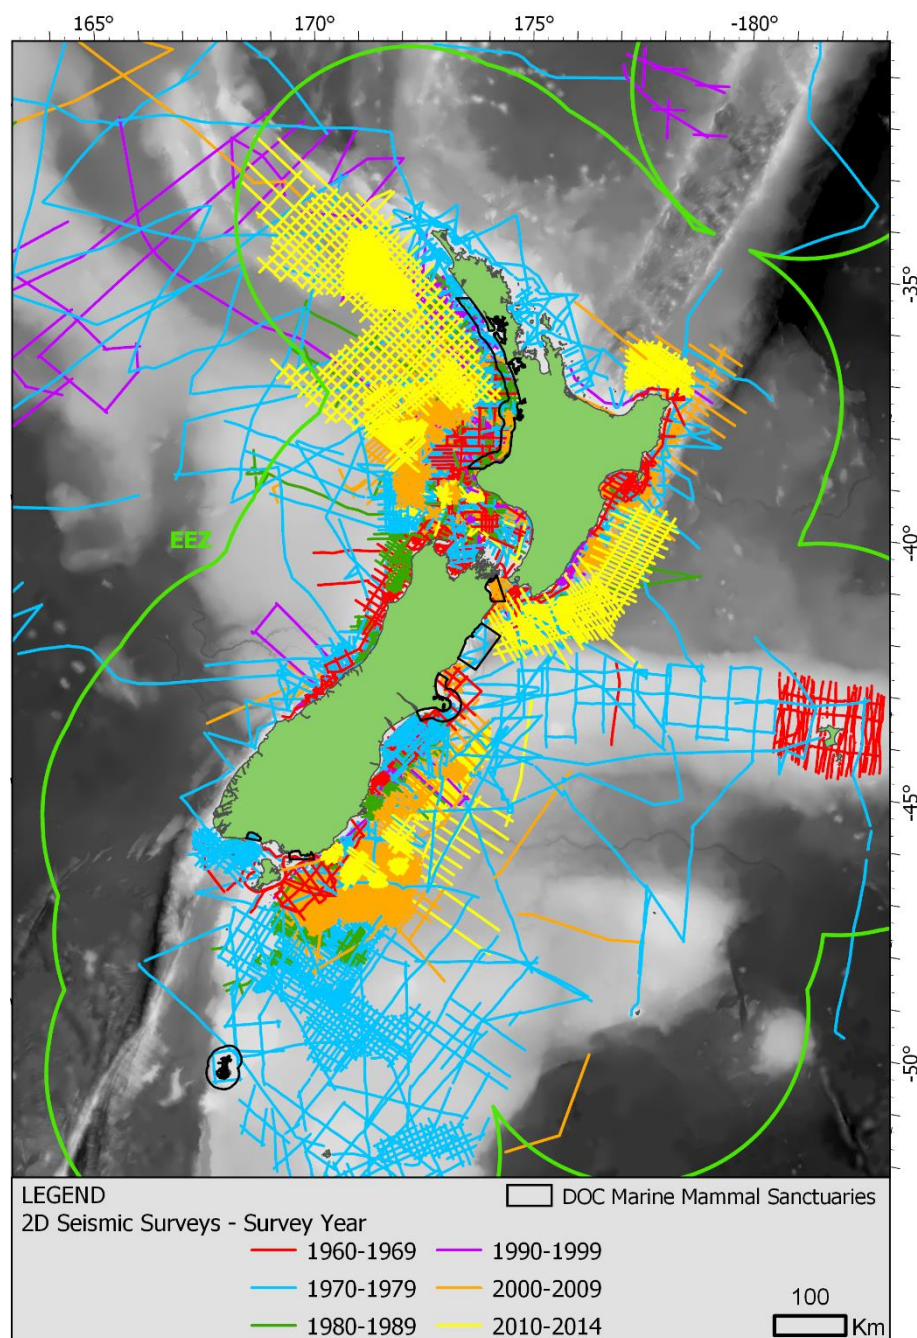 165° 170° 175° -180°
-35°
EEZ
-40°
-45°
-50°
LEGEND
DOC Marine Mammal Sanctuaries
2D Seismic Surveys - Survey Year
1960-1969 1990-1999
1970-1979 2000-2009
1980-1989 2010-2014
100
Km